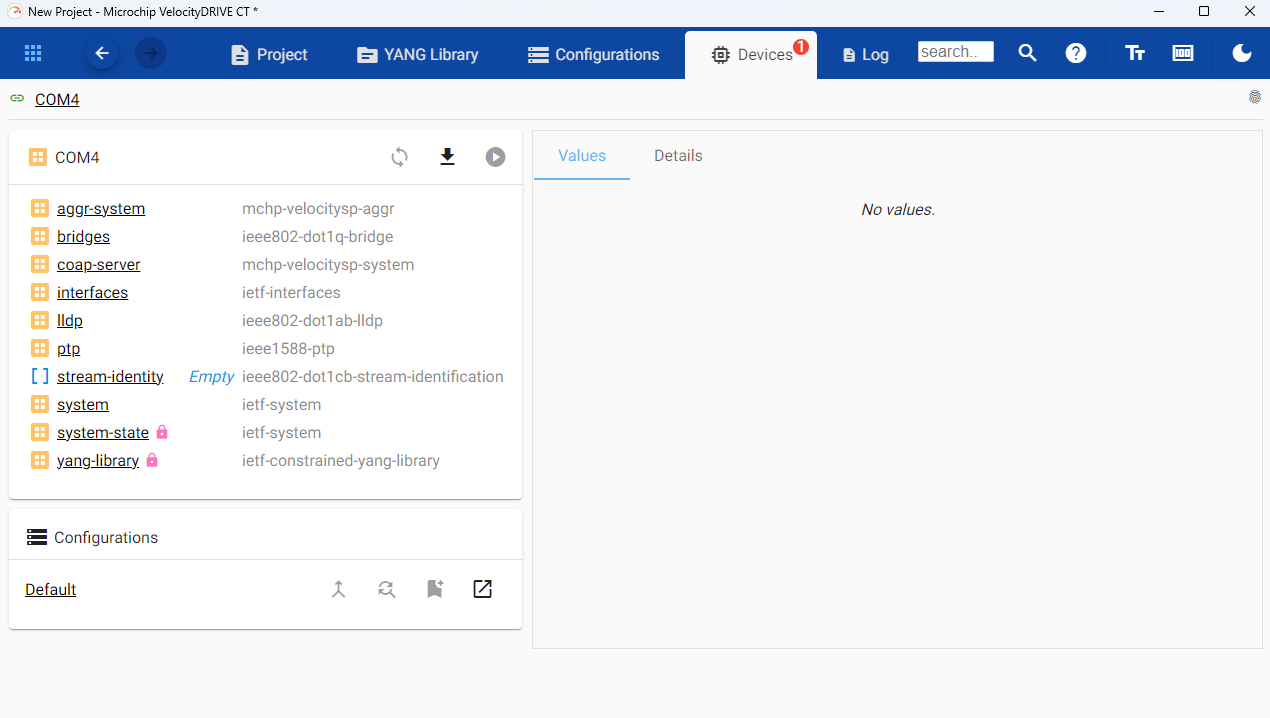 New Project - Microchip VelocityDRIVE CT *
Project YANG Library Configurations Devices 1 Log search..
COM4
COM4
aggr-system mchp-velocitysp-aggr
bridges ieee802-dot1q-bridge
coap-server mchp-velocitysp-system
interfaces ietf-interfaces
lldp ieee802-dot1ab-lldp
ptp ieee1588-ptp
stream-identity Empty ieee802-dot1cb-stream-identification
system ietf-system
system-state ietf-system
yang-library ietf-constrained-yang-library
Configurations
Default
Values Details
No values.